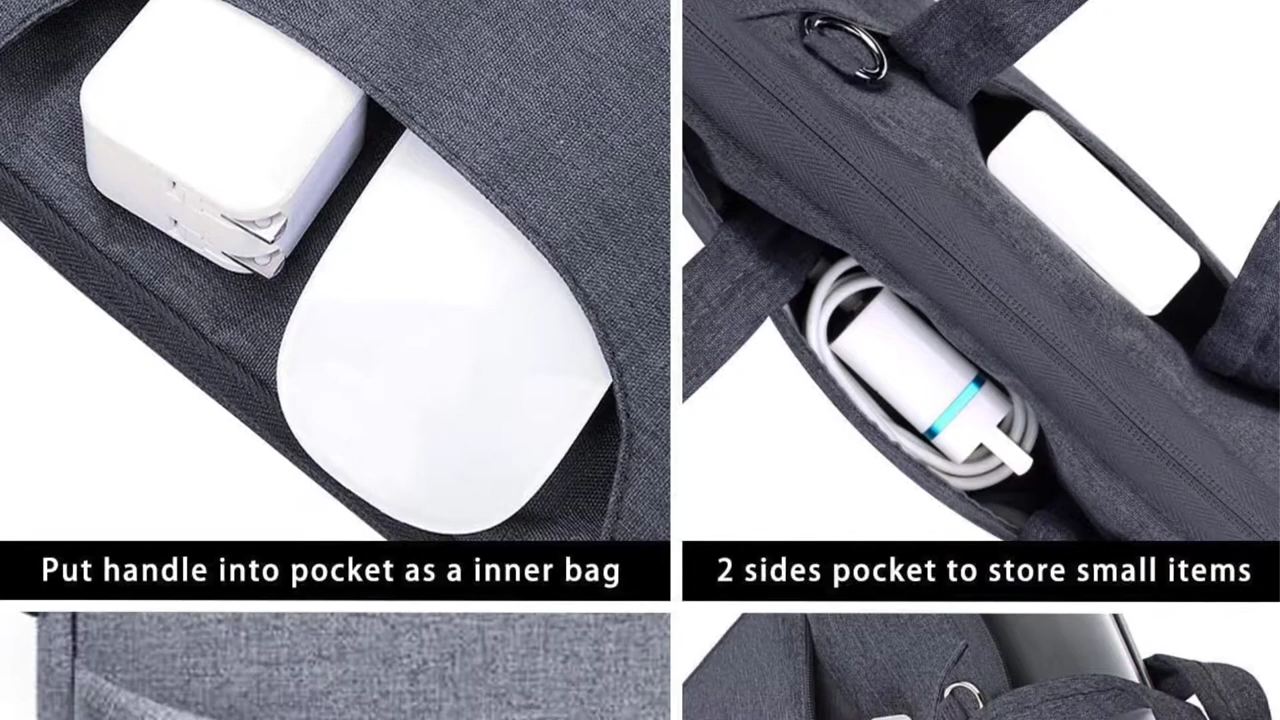 Put handle into pocket as a inner bag
2 sides pocket to store small items